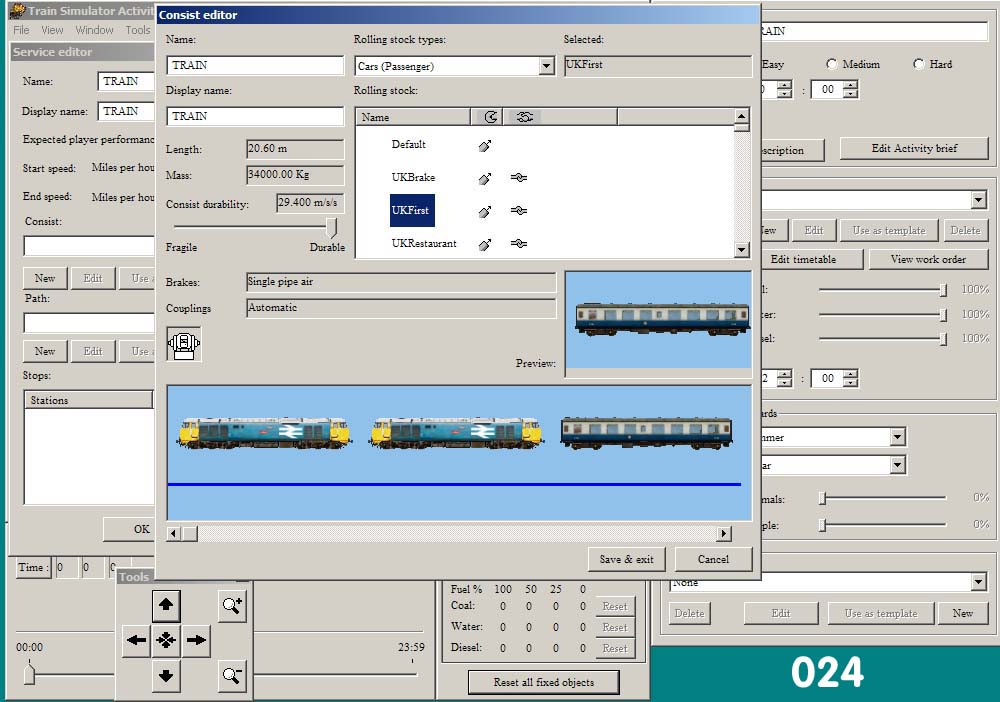 Train Simulator Activit
File View Window Tools
Service editor
Name: TRAIN
Display name: TRAIN
Expected player performanc
Start speed: Miles per hou
End speed: Miles per hou
Consist:
New Edit Use a
Path:
New Edit Use a
Stops:
Stations
OK
Consist editor
Name:
TRAIN
Display name:
TRAIN
Length: 20.60 m
Mass: 34000.00 Kg
Consist durability: 29.400 m/s/s
Fragile Durable
Rolling stock types:
Cars (Passenger)
Selected:
UKFirst
Rolling stock:
Name
Default
UKBrake
UKFirst
UKRestaurant
Brakes: Single pipe air
Couplings Automatic
Preview:
Save & exit Cancel
RAIN
Easy Medium Hard
0 : 00
scription Edit Activity brief
ew Edit Use as template Delete
Edit timetable View work order
l: 100%
ter: 100%
sel: 100%
2 : 00
ards
mmer
ar
mals: 0%
ple: 0%
None
Delete Edit Use as template New
Time : 0 0 0
Tools
00:00 23:59
Fuel % 100 50 25 0
Coal: 0 0 0 0 Reset
Water: 0 0 0 0 Reset
Diesel: 0 0 0 0 Reset
Reset all fixed objects
024